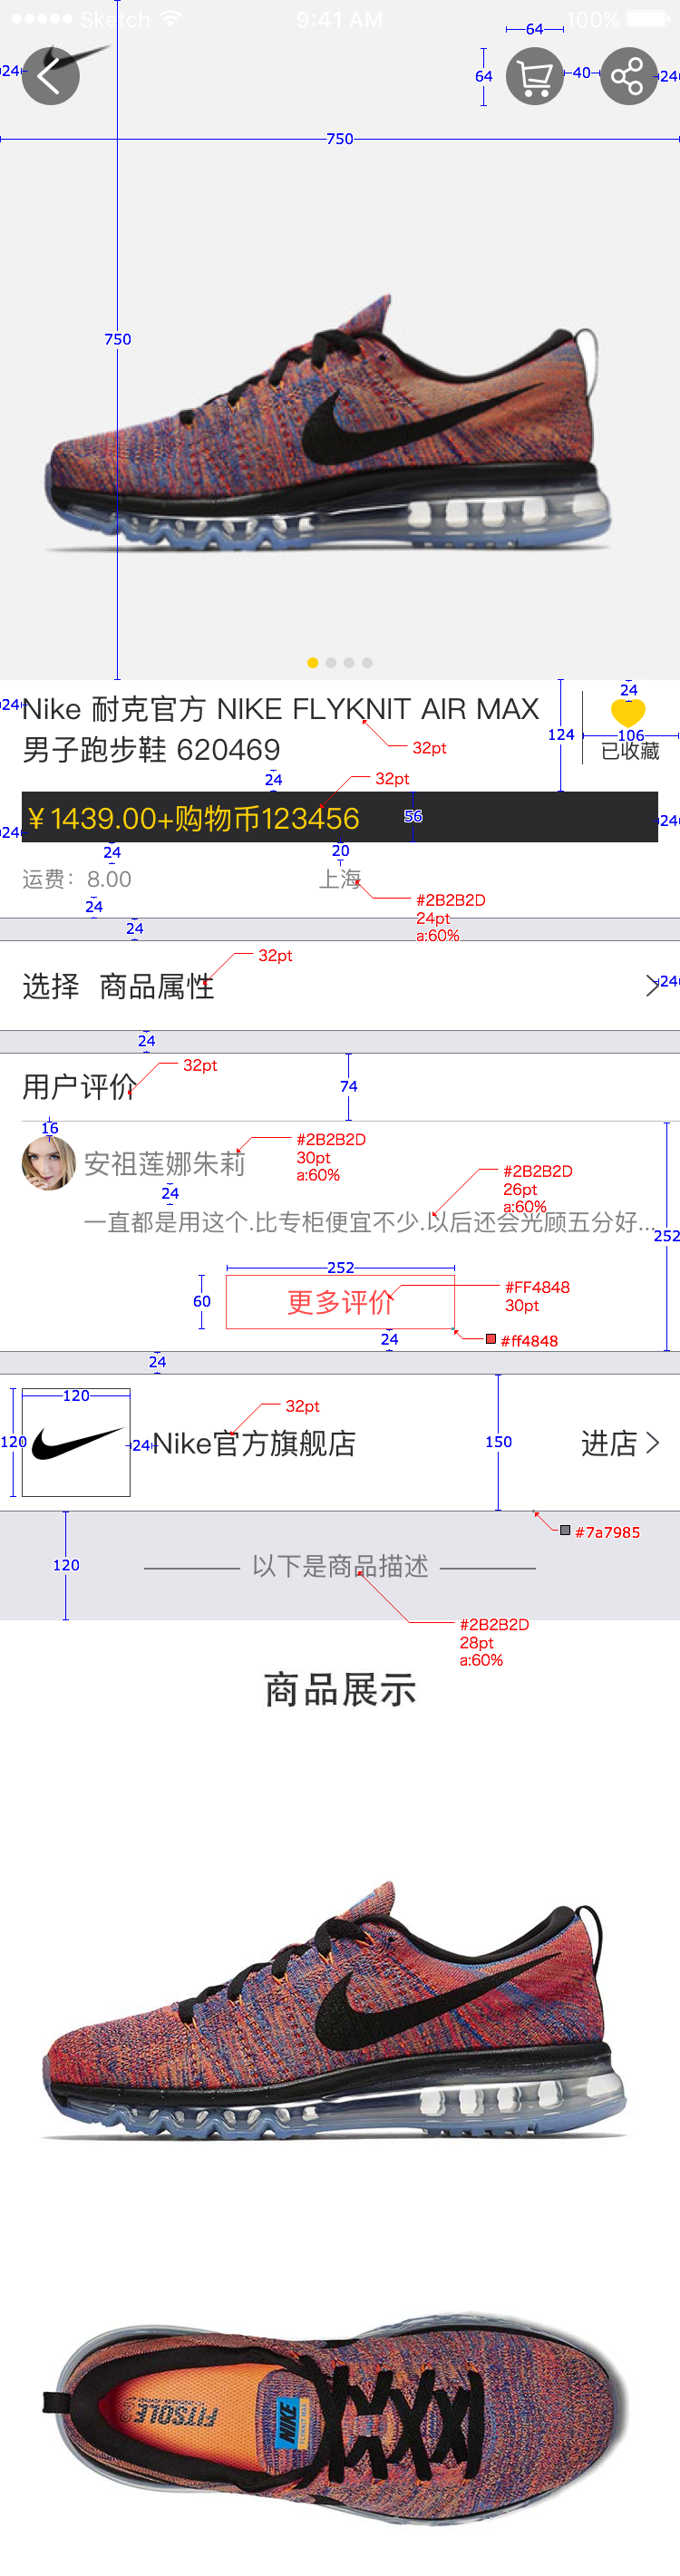 Sketch 9:41 AM 100%
64
24 64 40 24
750
750
24 Nike 耐克官方 NIKE FLYKNIT AIR MAX 124 24
106
男子跑步鞋 620469 32pt 已收藏
24 32pt
24 ¥1439.00+购物币123456 56 24
24 20
运费：8.00 上海
24 #2B2B2D
24pt
24 a:60%
32pt
选择 商品属性 24
24
32pt
用户评价 74
16
安祖莲娜朱莉 #2B2B2D
30pt
a:60%
24 #2B2B2D
26pt
a:60%
一直都是用这个.比专柜便宜不少.以后还会光顾五分好...
252
252
60 更多评价 #FF4848
30pt
24 #ff4848
24
120 32pt
120 24 Nike官方旗舰店 150 进店
#7a7985
120 以下是商品描述
#2B2B2D
28pt
a:60%
商品展示
FITSOLE
NIKE